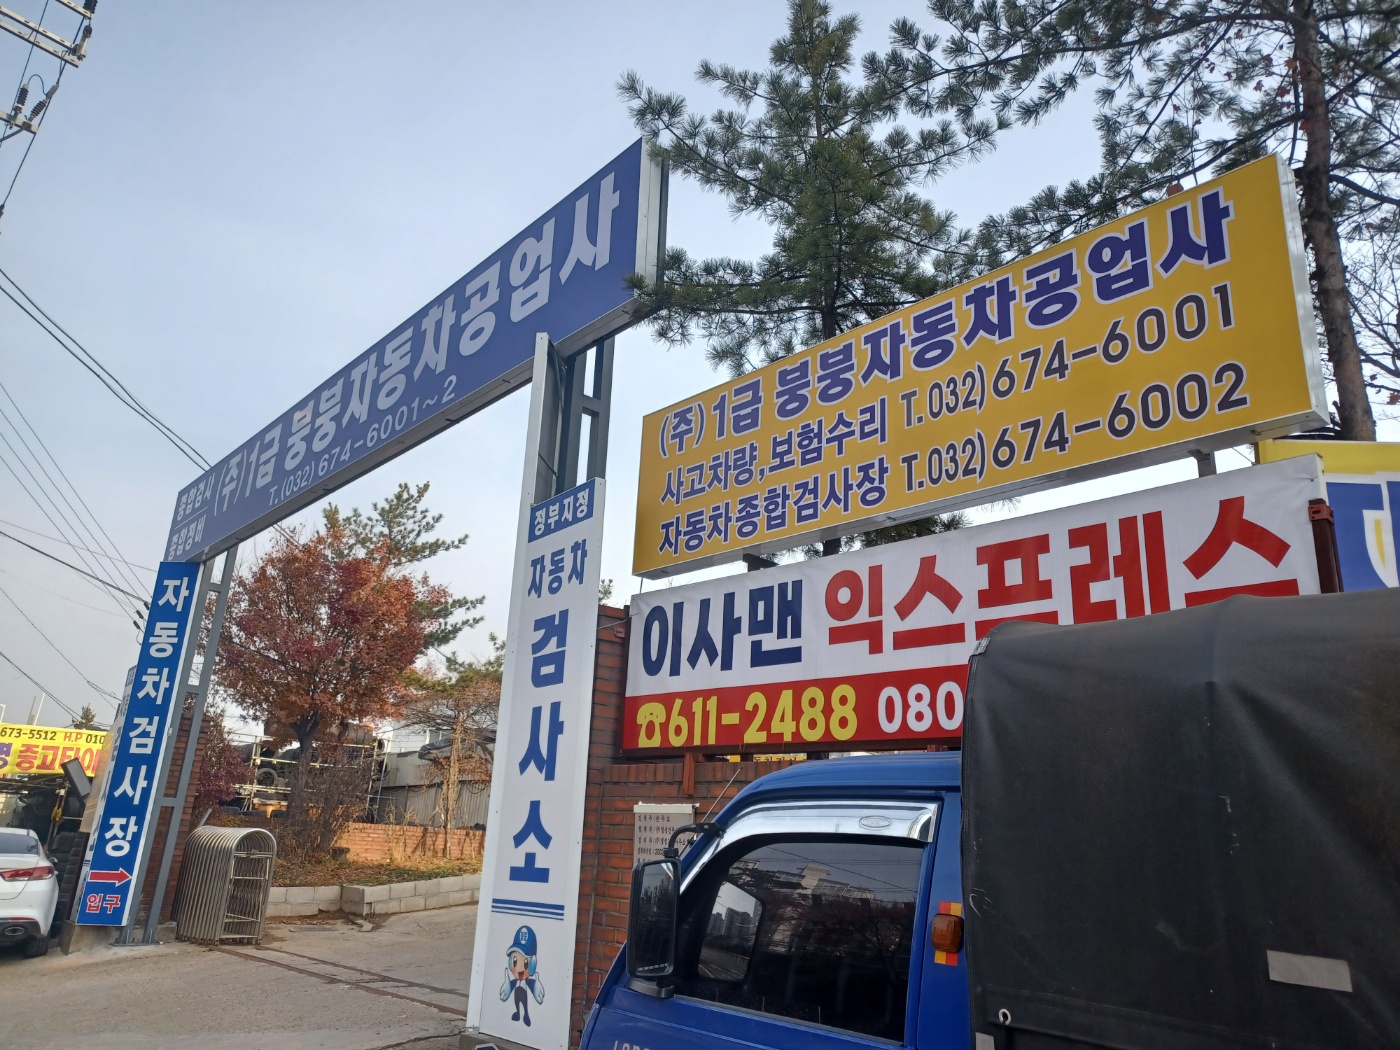 종합검사
종합정비
(주)1급 붕붕자동차공업사
T.(032)674-6001~2
자동차검사장
입구
정부지정
자동차
검사소
(주)1급 붕붕자동차공업사
사고차량,보험수리 T.032)674-6001
자동차종합검사장 T.032)674-6002
이사맨 익스프레스
☎611-2488 080
673-5512 H.P 010
중고타이